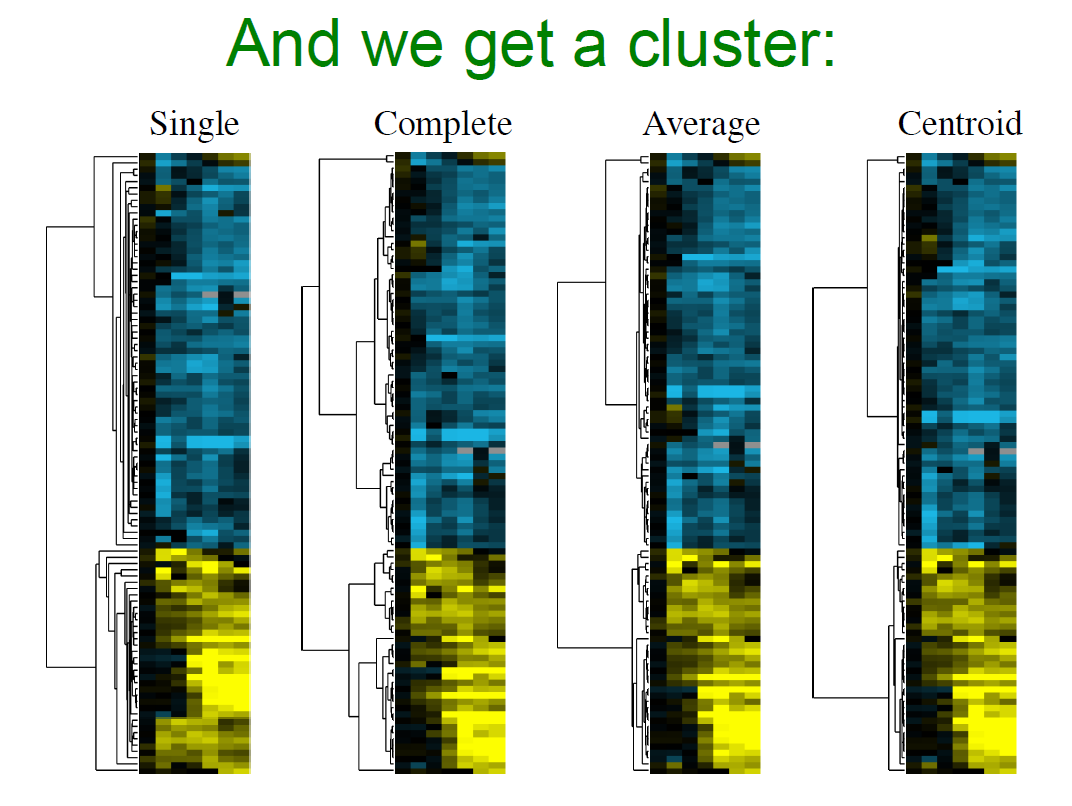 And we get a cluster:
Single Complete Average Centroid